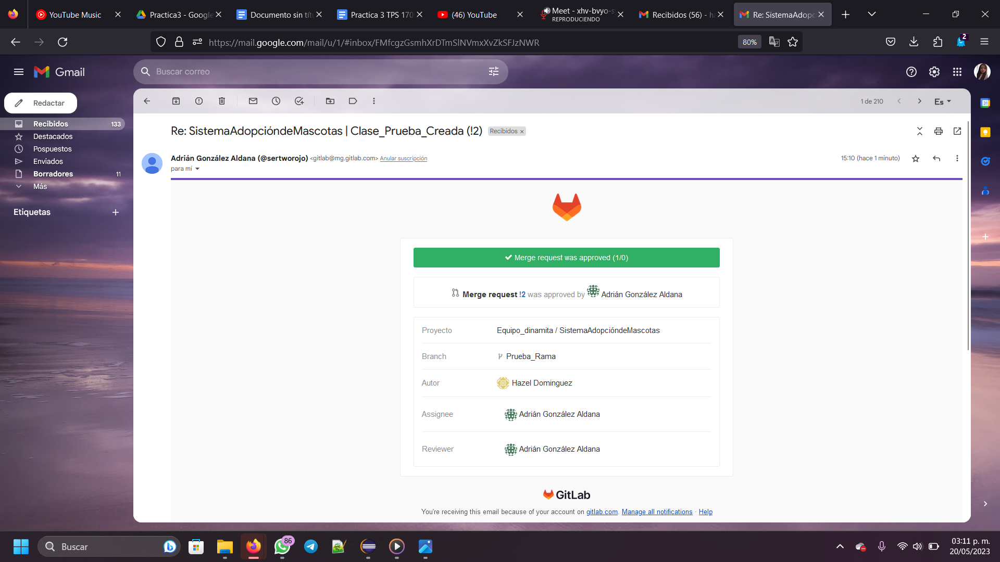 YouTube Music
Practica3 - Google
Documento sin títu
Practica 3 TPS 170
(46) YouTube
Meet - xhv-bvyo-s
REPRODUCIENDO
Recibidos (56) - ha
Re: SistemaAdopc
https://mail.google.com/mail/u/1/#inbox/FMfcgzGsmhXrDTmSlNVmxXvZkSFJzNWR
80%
2
Gmail
Buscar correo
Redactar
Recibidos 133
Destacados
Pospuestos
Enviados
Borradores 11
Más
Etiquetas
1 de 210
Es
Re: SistemaAdopcióndeMascotas | Clase_Prueba_Creada (!2)
Recibidos x
Adrián González Aldana (@sertworojo) <gitlab@mg.gitlab.com> Anular suscripción
15:10 (hace 1 minuto)
para mí
Merge request was approved (1/0)
Merge request !2 was approved by Adrián González Aldana
Proyecto Equipo_dinamita / SistemaAdopcióndeMascotas
Branch Prueba_Rama
Autor Hazel Dominguez
Assignee Adrián González Aldana
Reviewer Adrián González Aldana
GitLab
You're receiving this email because of your account on gitlab.com. Manage all notifications · Help
31
Buscar
86
03:11 p. m.
20/05/2023